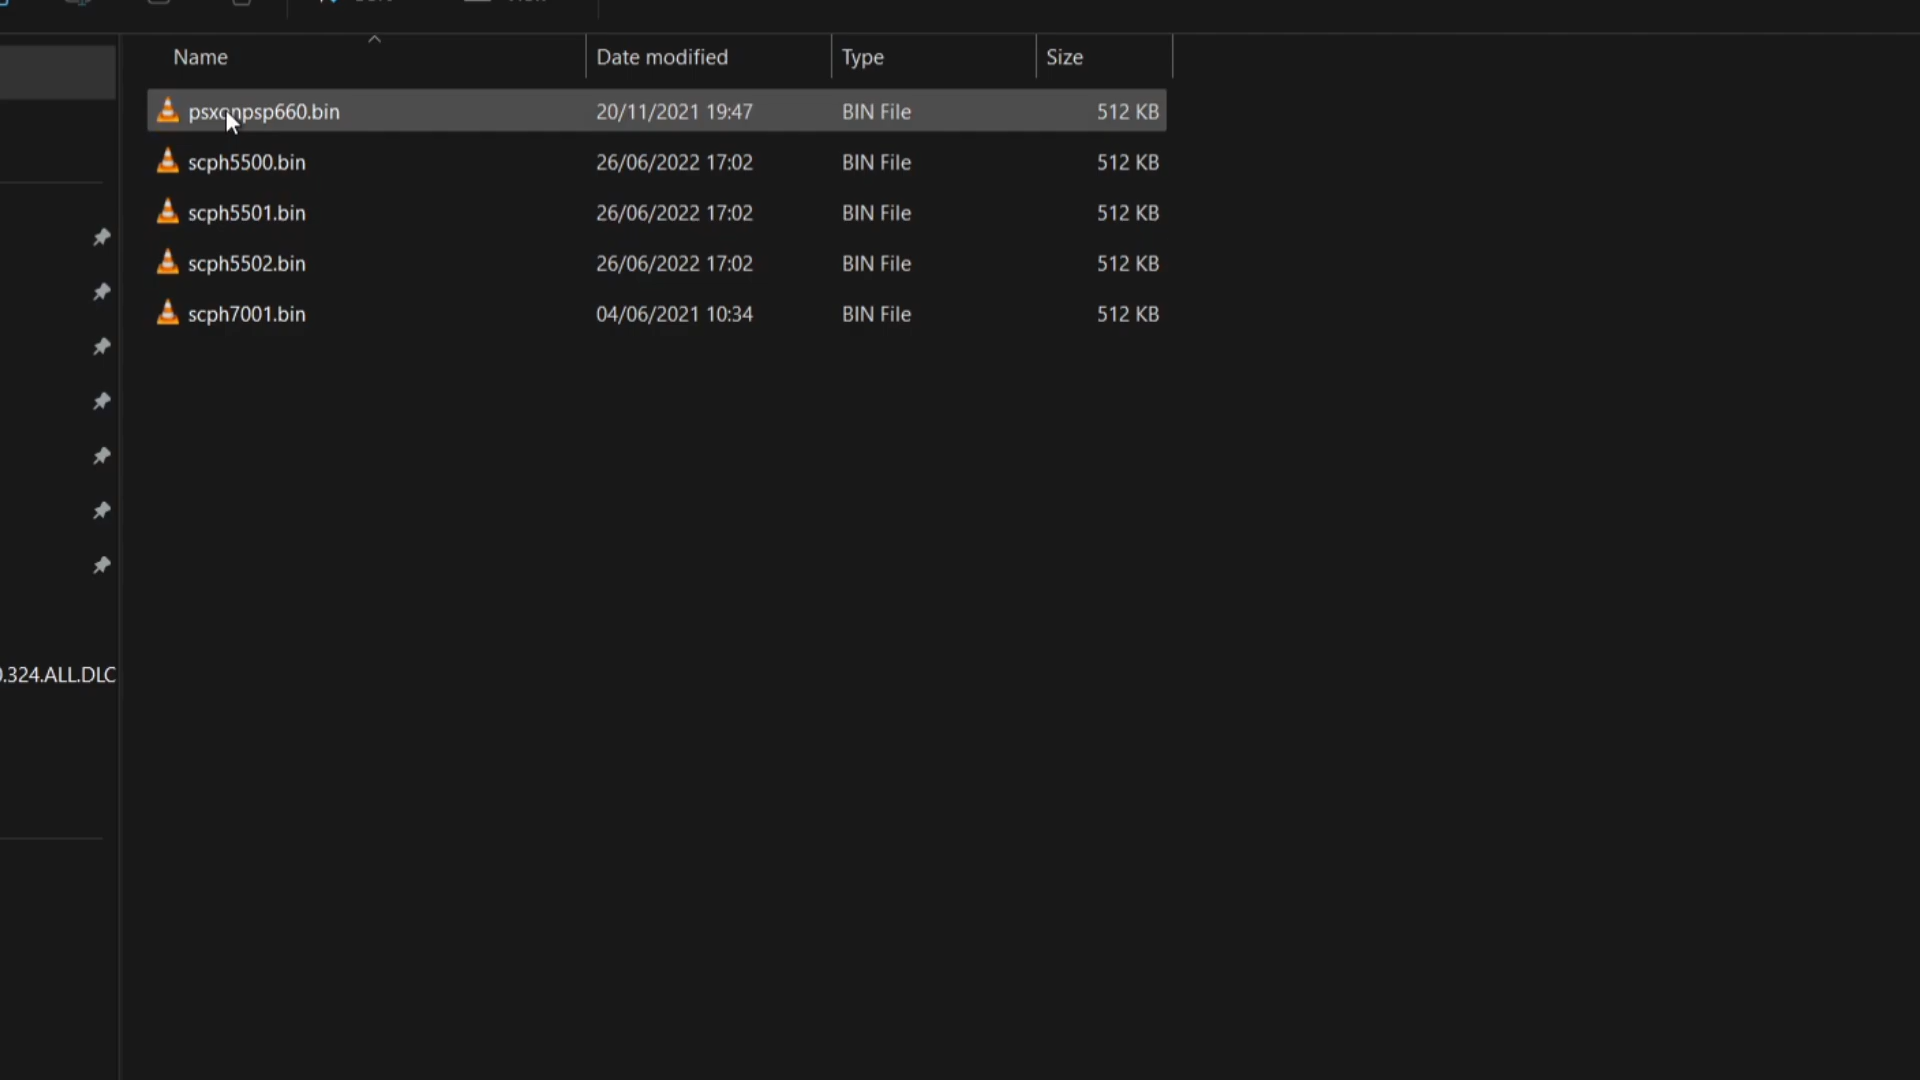 Name Date modified Type Size
psxonpsp660.bin 20/11/2021 19:47 BIN File 512 KB
scph5500.bin 26/06/2022 17:02 BIN File 512 KB
scph5501.bin 26/06/2022 17:02 BIN File 512 KB
scph5502.bin 26/06/2022 17:02 BIN File 512 KB
scph7001.bin 04/06/2021 10:34 BIN File 512 KB
.324.ALL.DLC